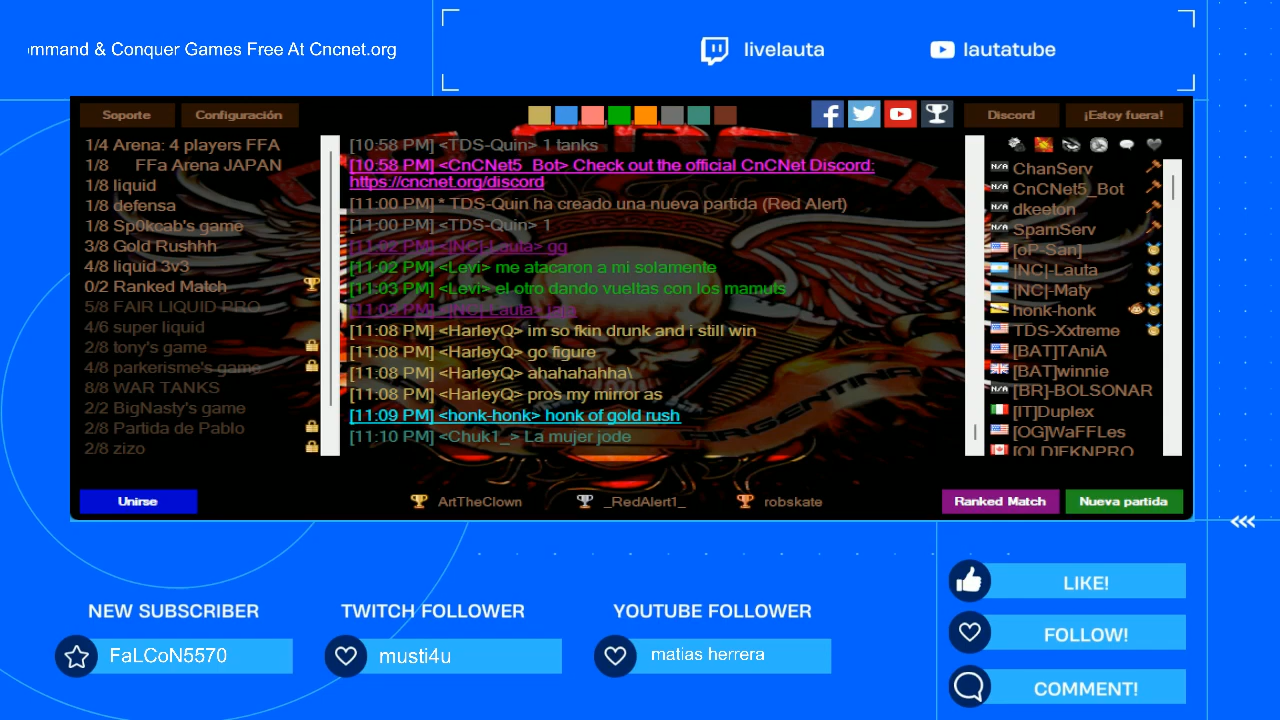 mmand & Conquer Games Free At Cncnet.org
livelauta
lautatube
Soporte
Configuración
Discord
¡Estoy fuera!
1/4 Arena: 4 players FFA
1/8 FFa Arena JAPAN
1/8 liquid
1/8 defensa
1/8 Sp0kcab's game
3/8 Gold Rushhh
4/8 liquid 3v3
0/2 Ranked Match
5/8 FAIR LIQUID PRO
4/6 super liquid
2/8 tony's game
4/8 parkerisme's game
8/8 WAR TANKS
2/2 BigNasty's game
2/8 Partida de Pablo
2/8 zizo
[10:58 PM] <TDS-Quin> 1 tanks
[10:58 PM] <CnCNet5_Bot> Check out the official CnCNet Discord:
https://cncnet.org/discord
[11:00 PM] * TDS-Quin ha creado una nueva partida (Red Alert)
[11:00 PM] <TDS-Quin> 1
[11:02 PM] <|NC|-Lauta> gg
[11:02 PM] <Levi> me atacaron a mi solamente
[11:03 PM] <Levi> el otro dando vueltas con los mamuts
[11:03 PM] <|NC|-Lauta> jaja
[11:08 PM] <HarleyQ> im so fkin drunk and i still win
[11:08 PM] <HarleyQ> go figure
[11:08 PM] <HarleyQ> ahahahahha\
[11:08 PM] <HarleyQ> pros my mirror as
[11:09 PM] <honk-honk> honk of gold rush
[11:10 PM] <Chuk1_> La mujer jode
ARGENTINA
N/A ChanServ
N/A CnCNet5_Bot
N/A dkeeton
N/A SpamServ
[oP-San]
|NC|-Lauta
|NC|-Maty
honk-honk
TDS-Xxtreme
[BAT]TAniA
[BAT]winnie
N/A [BR]-BOLSONAR
[IT]Duplex
[OG]WaFFLes
[OLD]EKNPRO
Unirse
ArtTheClown
_RedAlert1_
robskate
Ranked Match
Nueva partida
NEW SUBSCRIBER
TWITCH FOLLOWER
YOUTUBE FOLLOWER
FaLCoN5570
musti4u
matias herrera
LIKE!
FOLLOW!
COMMENT!